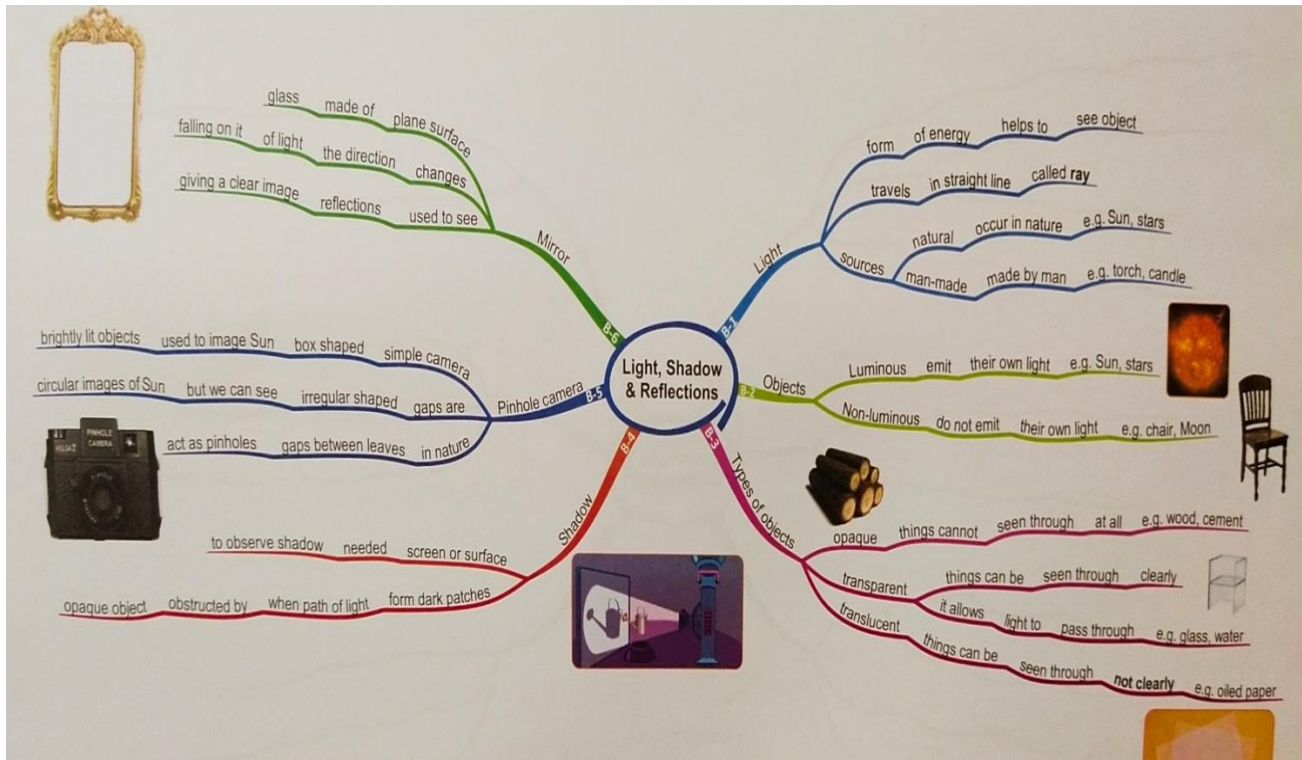 Light, Shadow
& Reflections
B-1
Light
form of energy helps to see object
travels in straight line called ray
sources
natural occur in nature e.g. Sun, stars
man-made made by man e.g. torch, candle
B-2
Objects
Luminous emit their own light e.g. Sun, stars
Non-luminous do not emit their own light e.g. chair, Moon
B-3
Types of objects
opaque things cannot seen through at all e.g. wood, cement
transparent
things can be seen through clearly
it allows light to pass through e.g. glass, water
translucent things can be seen through not clearly e.g. oiled paper
B-4
Shadow
screen or surface needed to observe shadow
form dark patches when path of light obstructed by opaque object
B-5
Pinhole camera
simple camera box shaped used to image Sun brightly lit objects
gaps are irregular shaped but we can see circular images of Sun
in nature gaps between leaves act as pinholes
B-6
Mirror
plane surface made of glass
changes the direction of light falling on it
used to see reflections giving a clear image
PINHOLE
CAMERA